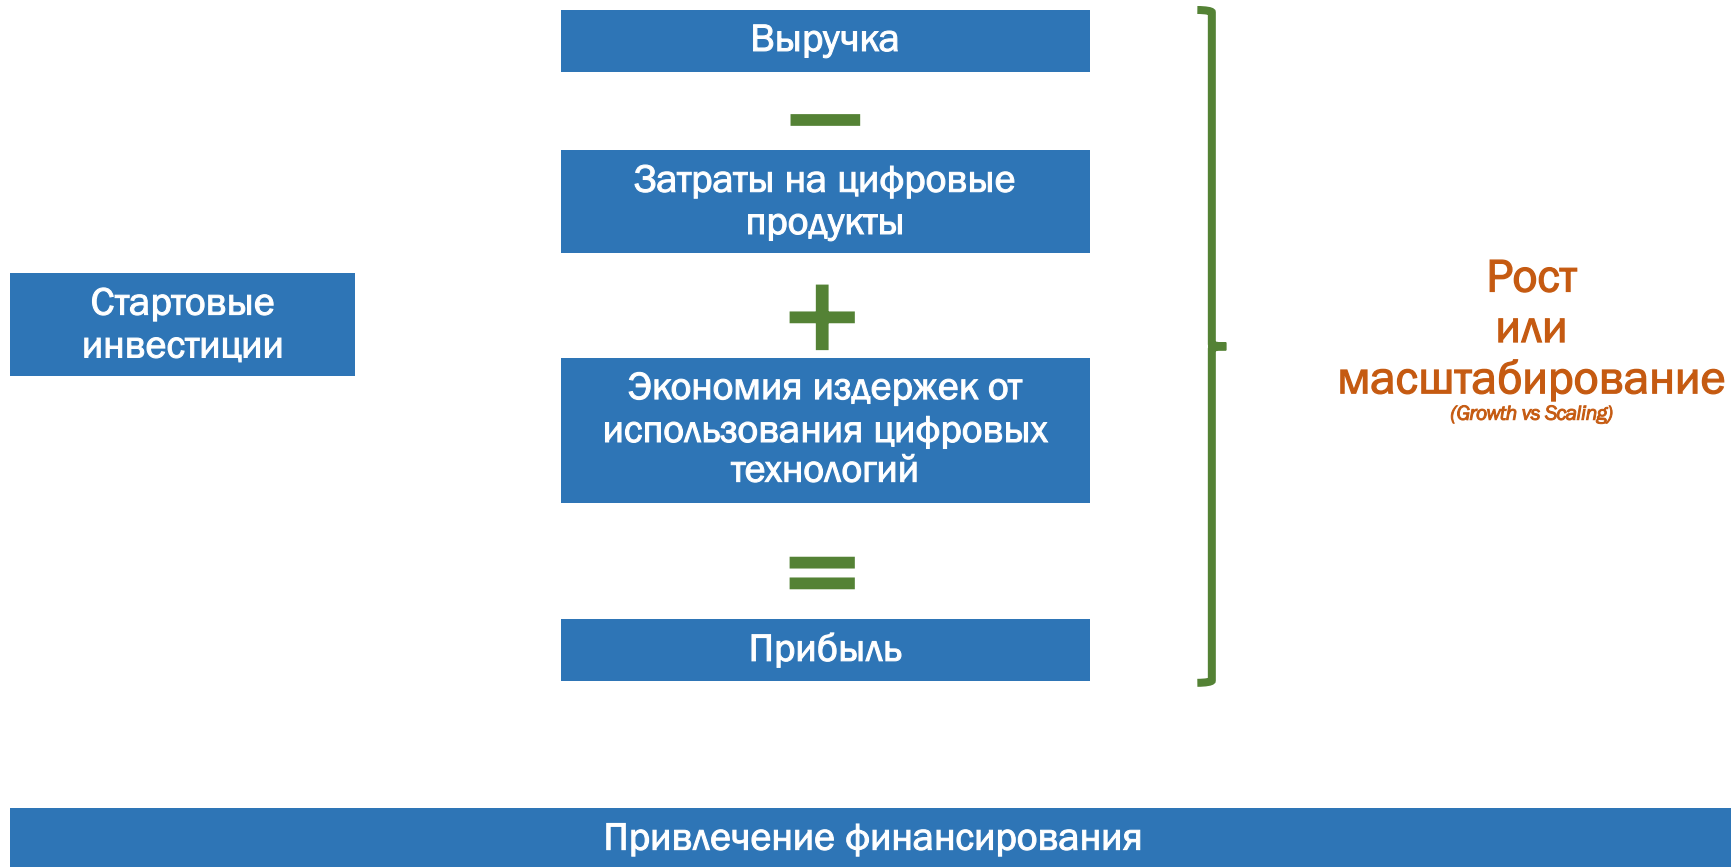 Выручка
Затраты на цифровые
продукты
Стартовые
инвестиции
Экономия издержек от
использования цифровых
технологий
Прибыль
Рост
или
масштабирование
(Growth vs Scaling)
Привлечение финансирования